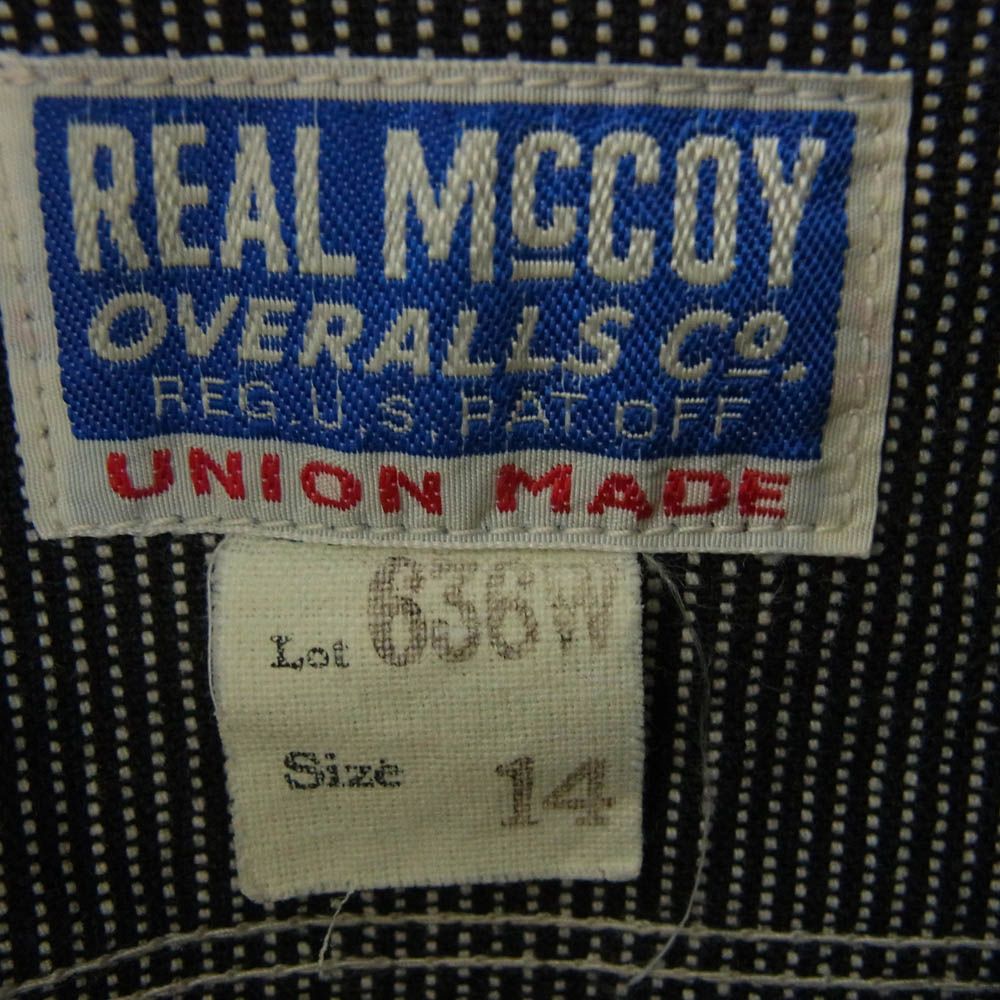 REAL McCOY
OVERALLS Co.
REG. U.S. PAT OFF
UNION MADE
Lot 636W
Size 14